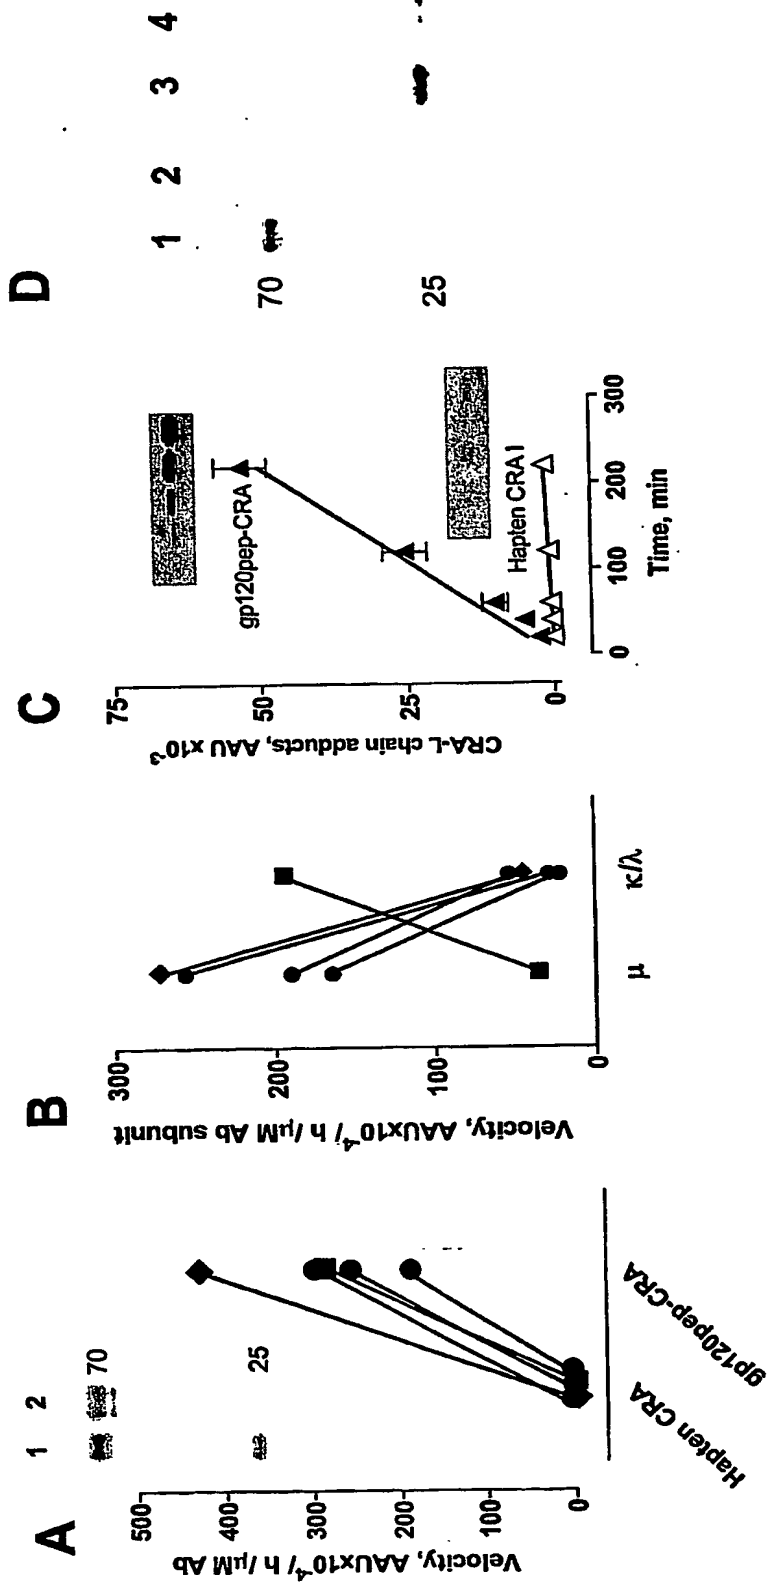 A
1 2
70
25
500
400
300
200
100
0
Velocity, AAUx10⁻⁴/ h / µM Ab
Hapten CRA
gp120pep-CRA
B
300
200
100
0
Velocity, AAUx10⁻⁴/ h / µM Ab subunit
µ
κ/λ
C
75
50
25
0
CRA-L chain adducts, AAU x10⁻³
gp120pep-CRA
Hapten CRA I
0 100 200 300
Time, min
D
1 2 3 4
70
25